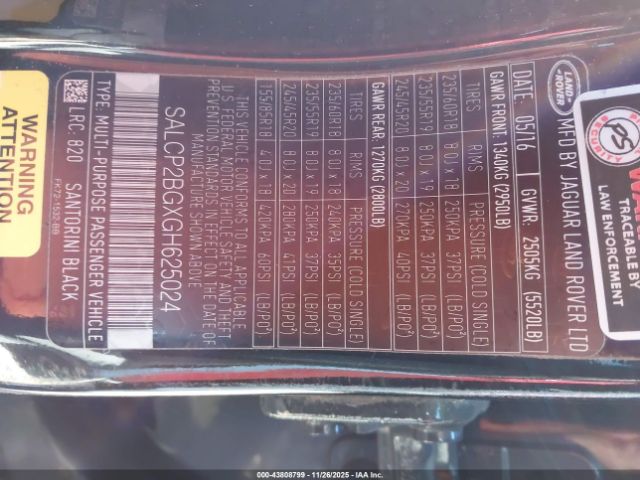 LAND
ROVER
MFD BY JAGUAR LAND ROVER LTD
DATE: 05/16 GVWR: 2505KG (5520LB)
GAWR FRONT: 1340KG (2950LB)
TIRES RIMS PRESSURE (COLD SINGLE)
235/60R18 8.0J x 18 250KPA 37PSI (LB/PO²)
235/55R19 8.0J x 19 250KPA 37PSI (LB/PO²)
245/45R20 8.0J x 20 270KPA 40PSI (LB/PO²)
GAWR REAR: 1270KG (2800LB)
TIRES RIMS PRESSURE (COLD SINGLE)
235/60R18 8.0J x 18 240KPA 35PSI (LB/PO²)
235/55R19 8.0J x 19 250KPA 37PSI (LB/PO²)
245/45R20 8.0J x 20 280KPA 41PSI (LB/PO²)
155/85R18 4.0J x 18 420KPA 60PSI (LB/PO²)
THIS VEHICLE CONFORMS TO ALL APPLICABLE
U S FEDERAL MOTOR VEHICLE SAFETY AND THEFT
PREVENTION STANDARDS IN EFFECT ON THE DATE OF
MANUFACTURE SHOWN ABOVE
SALCP2BGXGH625024
TYPE: MULTI-PURPOSE PASSENGER VEHICLE
LRC: 820 SANTORINI BLACK
WARNING
ATTENTION
PS
SECURITY
TRACEABLE BY
LAW ENFORCEMENT
000-43808799 | 11/26/2025 | IAA Inc.